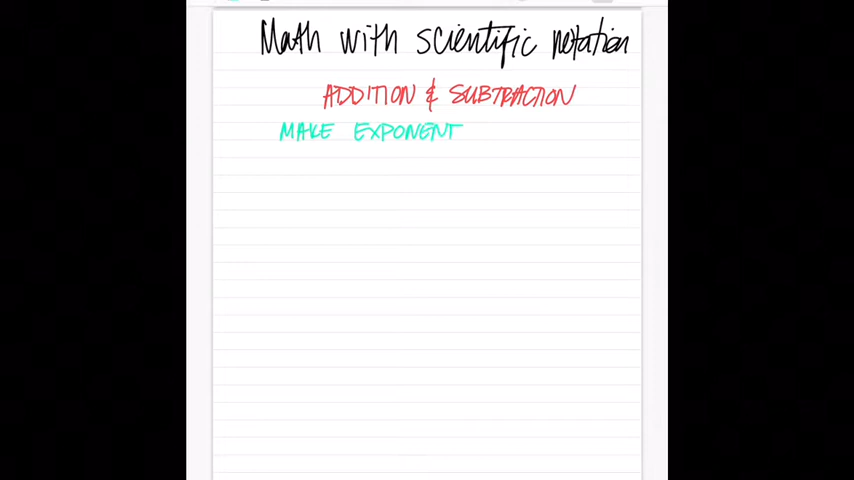 Math with scientific notation
ADDITION & SUBTRACTION
MAKE EXPONENT